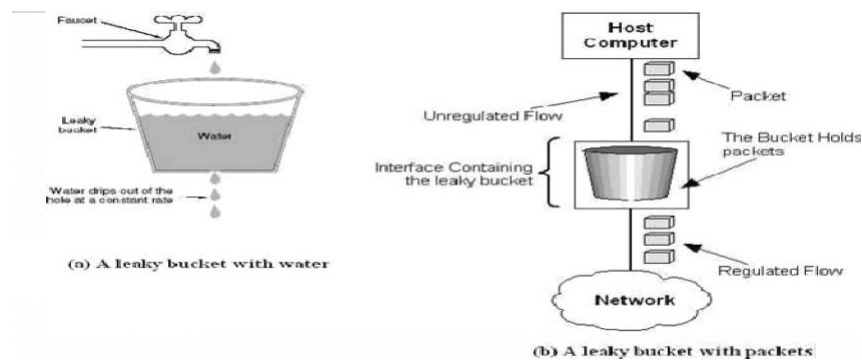 Faucet
Leaky
bucket
Water
Water drips out of the
hole at a constant rate
(a) A leaky bucket with water
Host
Computer
Packet
Unregulated Flow
The Bucket Holds
packets
Interface Containing
the leaky bucket
Regulated Flow
Network
(b) A leaky bucket with packets